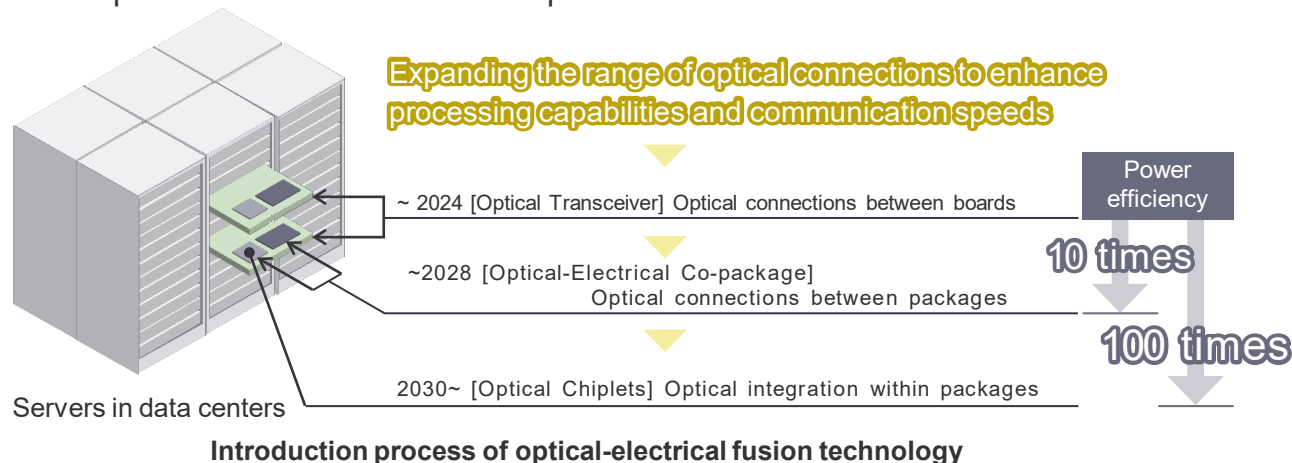 Expanding the range of optical connections to enhance
processing capabilities and communication speeds
Power
efficiency
~ 2024 [Optical Transceiver] Optical connections between boards
10 times
~2028 [Optical-Electrical Co-package]
Optical connections between packages
100 times
2030~ [Optical Chiplets] Optical integration within packages
Servers in data centers
Introduction process of optical-electrical fusion technology